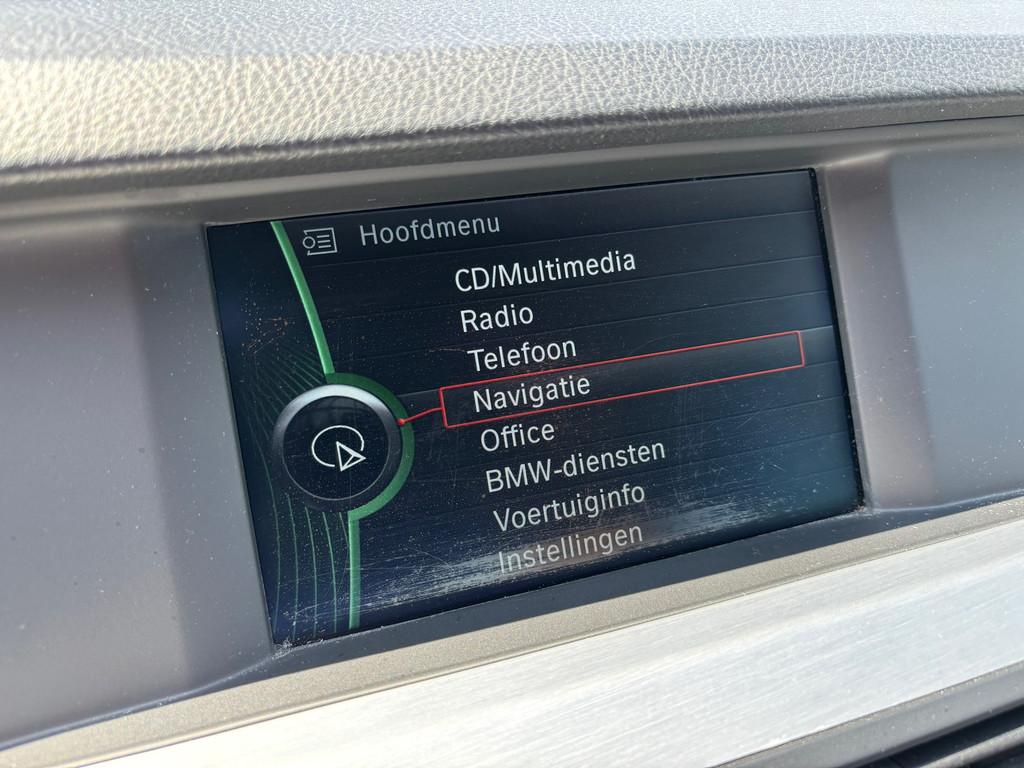 Hoofdmenu
CD/Multimedia
Radio
Telefoon
Navigatie
Office
BMW-diensten
Voertuiginfo
Instellingen